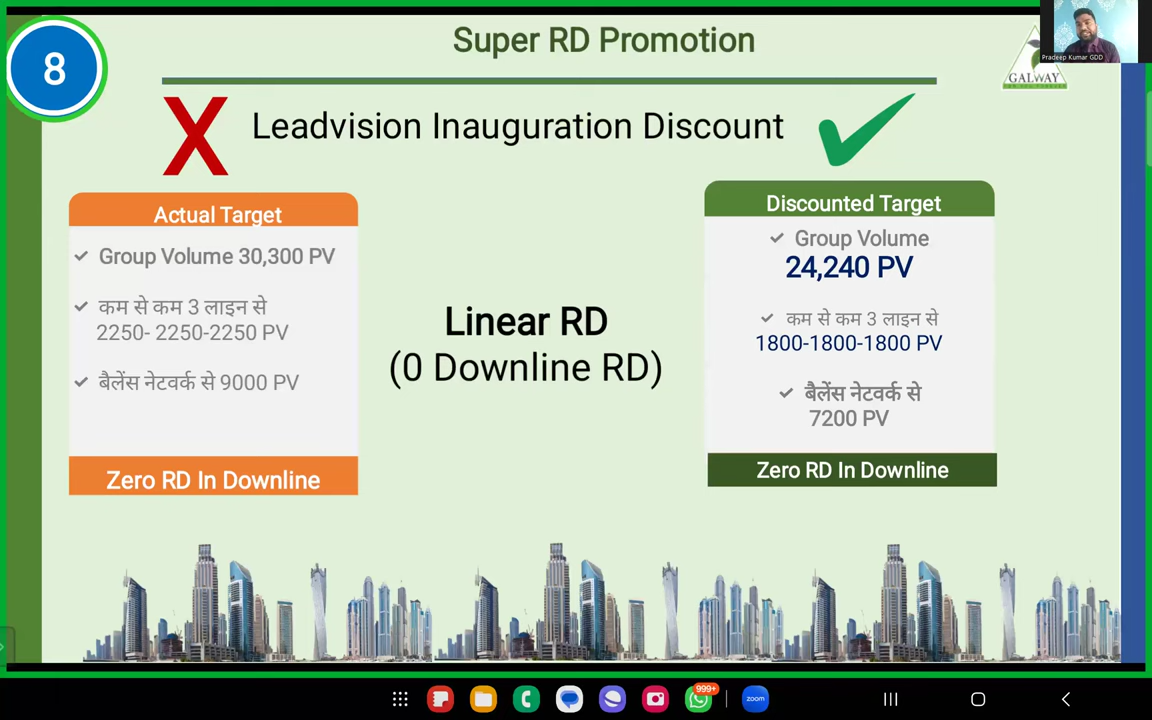 8
Super RD Promotion
Pradeep Kumar GDD
GALWAY
X Leadvision Inauguration Discount
Actual Target
Group Volume 30,300 PV
कम से कम 3 लाइन से
2250- 2250-2250 PV
बैलेंस नेटवर्क से 9000 PV
Zero RD In Downline
Linear RD
(0 Downline RD)
Discounted Target
Group Volume
24,240 PV
कम से कम 3 लाइन से
1800-1800-1800 PV
बैलेंस नेटवर्क से
7200 PV
Zero RD In Downline
999+
zoom